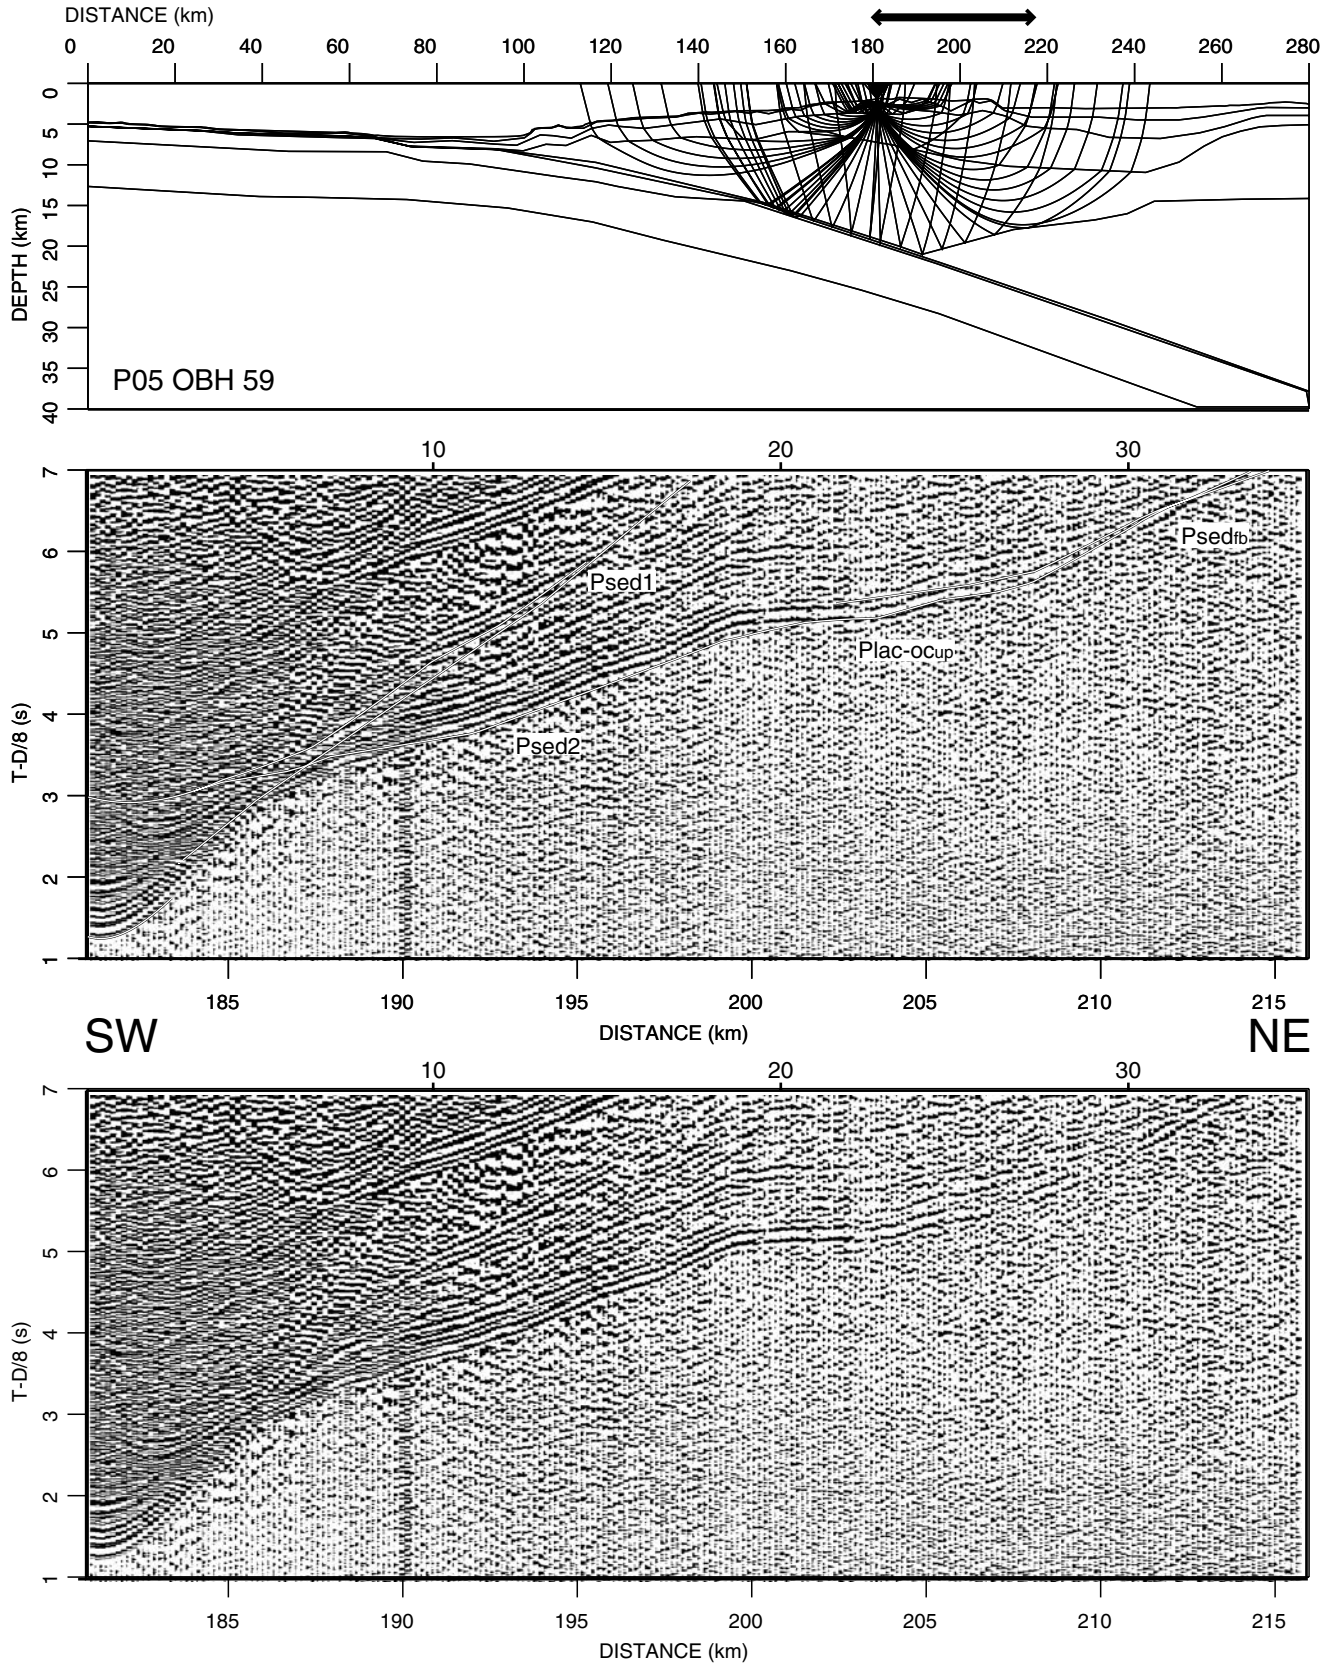 DISTANCE (km)
0 20 40 60 80 100 120 140 160 180 200 220 240 260 280
0
5
10
15
20
25
30
35
40
DEPTH (km)
P05 OBH 59
10 20 30
7
6
5
4
3
2
1
T-D/8 (s)
Psedfb
Psed1
Plac-ocup
Psed2
185 190 195 200 205 210 215
DISTANCE (km)
SW NE
10 20 30
7
6
5
4
3
2
1
T-D/8 (s)
185 190 195 200 205 210 215
DISTANCE (km)